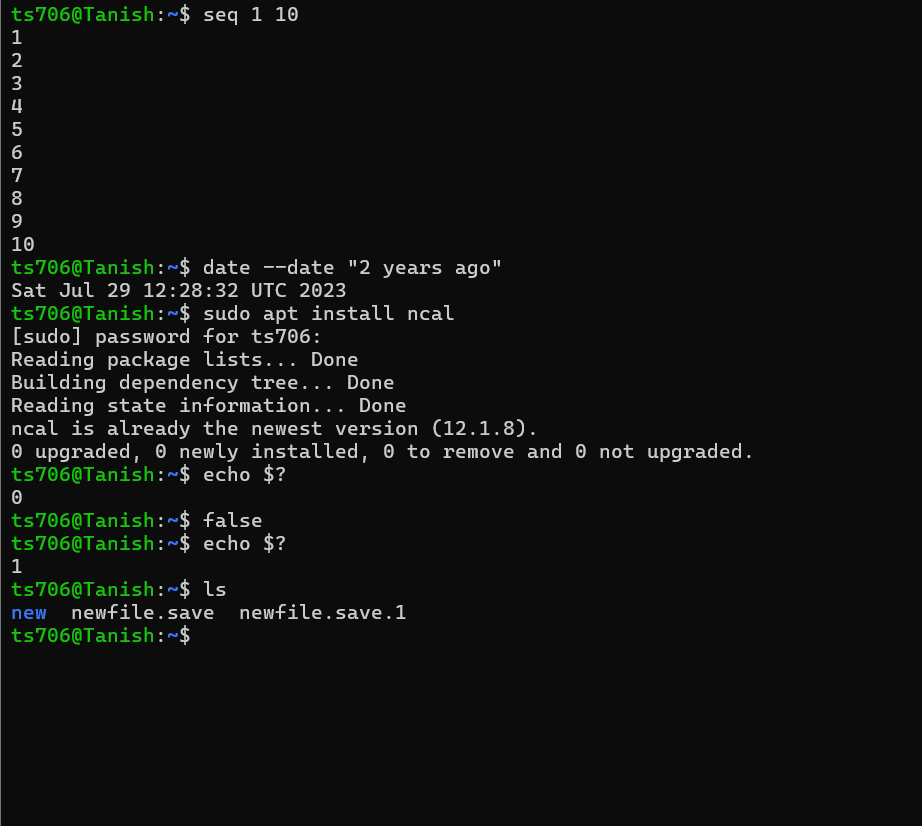 ts706@Tanish:~$ seq 1 10
1
2
3
4
5
6
7
8
9
10
ts706@Tanish:~$ date --date "2 years ago"
Sat Jul 29 12:28:32 UTC 2023
ts706@Tanish:~$ sudo apt install ncal
[sudo] password for ts706:
Reading package lists... Done
Building dependency tree... Done
Reading state information... Done
ncal is already the newest version (12.1.8).
0 upgraded, 0 newly installed, 0 to remove and 0 not upgraded.
ts706@Tanish:~$ echo $?
0
ts706@Tanish:~$ false
ts706@Tanish:~$ echo $?
1
ts706@Tanish:~$ ls
new  newfile.save  newfile.save.1
ts706@Tanish:~$